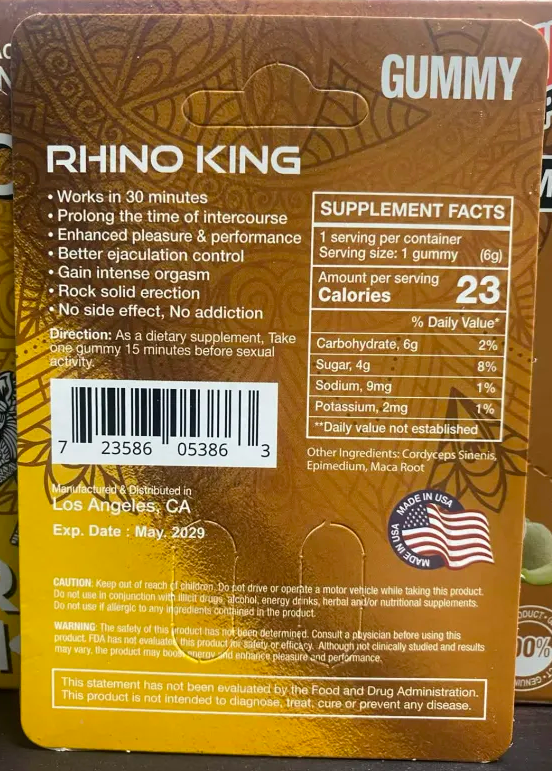 GUMMY
RHINO KING
• Works in 30 minutes
• Prolong the time of intercourse
• Enhanced pleasure & performance
• Better ejaculation control
• Gain intense orgasm
• Rock solid erection
• No side effect, No addiction
Direction: As a dietary supplement, Take
one gummy 15 minutes before sexual
activity.
7 23586 05386 3
Manufactured & Distributed in
Los Angeles, CA
Exp. Date : May. 2029
SUPPLEMENT FACTS
1 serving per container
Serving size: 1 gummy (6g)
Amount per serving
Calories 23
% Daily Value*
Carbohydrate, 6g 2%
Sugar, 4g 8%
Sodium, 9mg 1%
Potassium, 2mg 1%
**Daily value not established
Other Ingredients: Cordyceps Sinenis,
Epimedium, Maca Root
MADE IN USA
MADE IN USA
CAUTION: Keep out of reach of children. Do not drive or operate a motor vehicle while taking this product.
Do not use in conjunction with illicit drugs, alcohol, energy drinks, herbal and/or nutritional supplements.
Do not use if allergic to any ingredients contained in the product.
WARNING: The safety of this product has not been determined. Consult a physician before using this
product. FDA has not evaluated this product for safety or efficacy. Although not clinically studied and results
may vary, the product may boost energy and enhance pleasure and performance.
This statement has not been evaluated by the Food and Drug Administration.
This product is not intended to diagnose, treat, cure or prevent any disease.